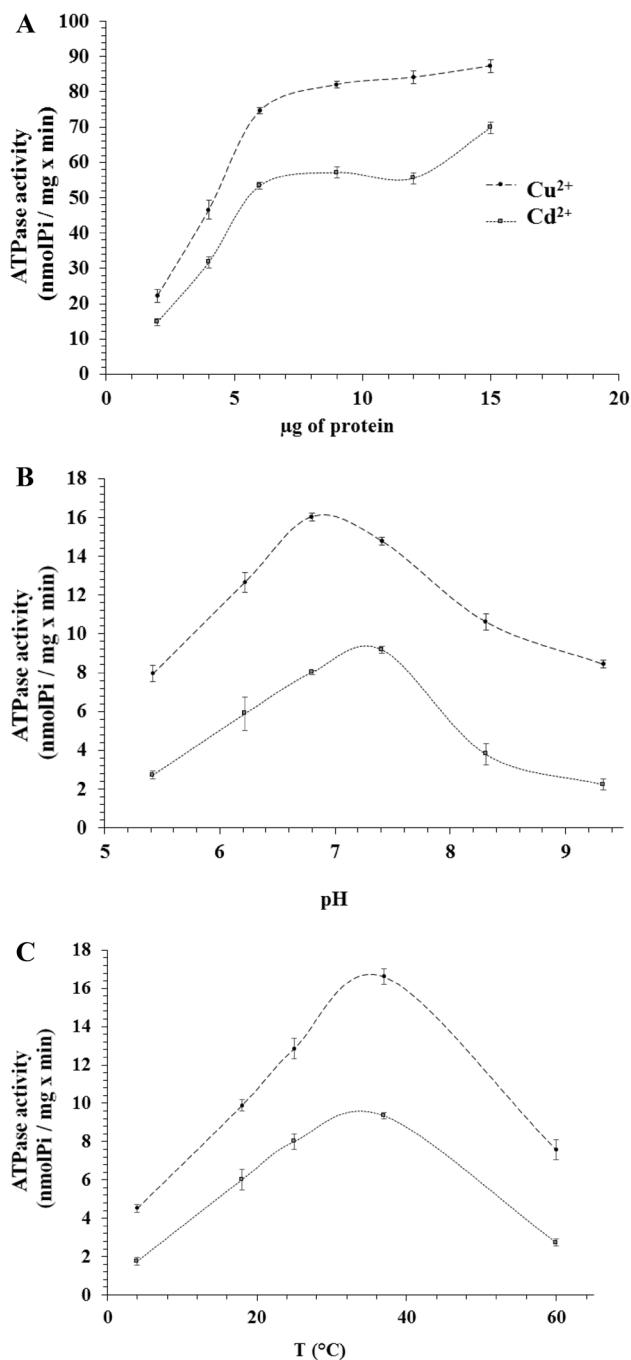 A
100
90
80
70
60
50
40
30
20
10
0
ATPase activity
(nmolPi / mg x min)
Cu²⁺
Cd²⁺
0 5 10 15 20
µg of protein
B
18
16
14
12
10
8
6
4
2
0
ATPase activity
(nmolPi / mg x min)
5 6 7 8 9
pH
C
18
16
14
12
10
8
6
4
2
0
ATPase activity
(nmolPi / mg x min)
0 20 40 60
T (°C)